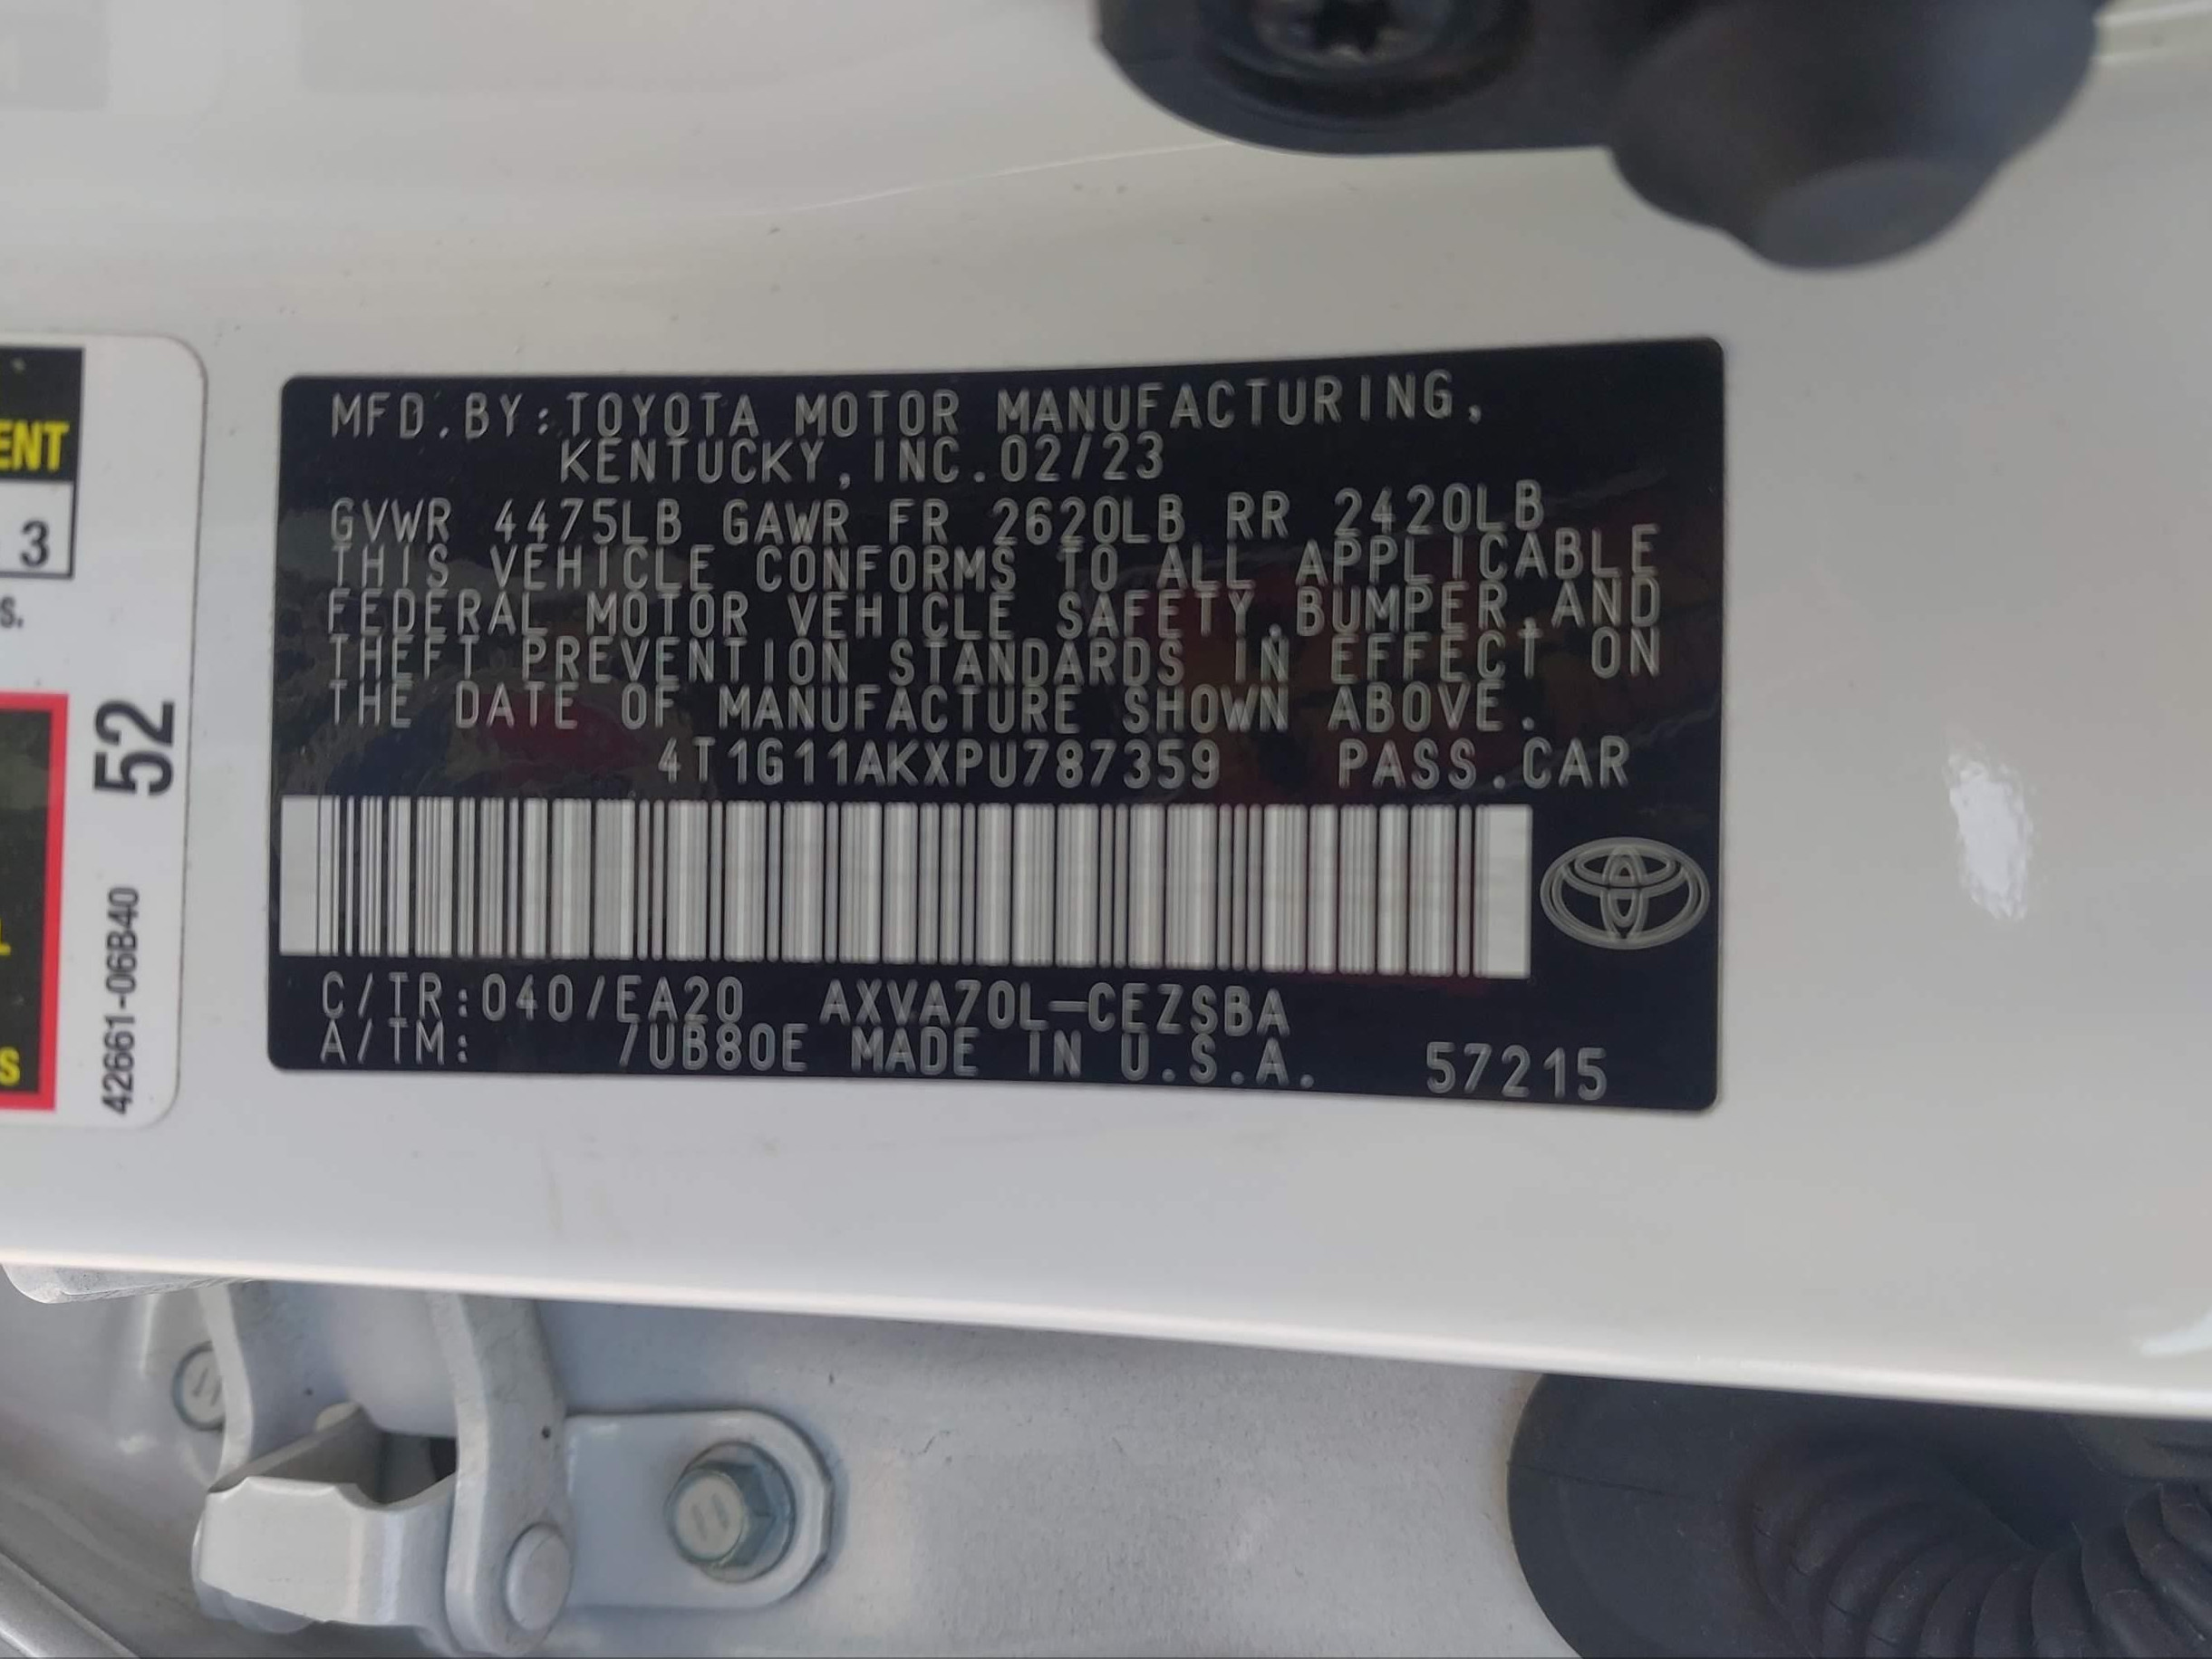 ENT
3
S.
52
42661-06B40
L
S
MFD.BY:TOYOTA MOTOR MANUFACTURING,
KENTUCKY,INC.02/23
GVWR 4475LB GAWR FR 2620LB RR 2420LB
THIS VEHICLE CONFORMS TO ALL APPLICABLE
FEDERAL MOTOR VEHICLE SAFETY,BUMPER,AND
THEFT PREVENTION STANDARDS IN EFFECT ON
THE DATE OF MANUFACTURE SHOWN ABOVE.
4T1G11AKXPU787359 PASS.CAR
C/TR:040/EA20 AXVA70L-CEZSBA
A/TM: /UB80E MADE IN U.S.A. 57215